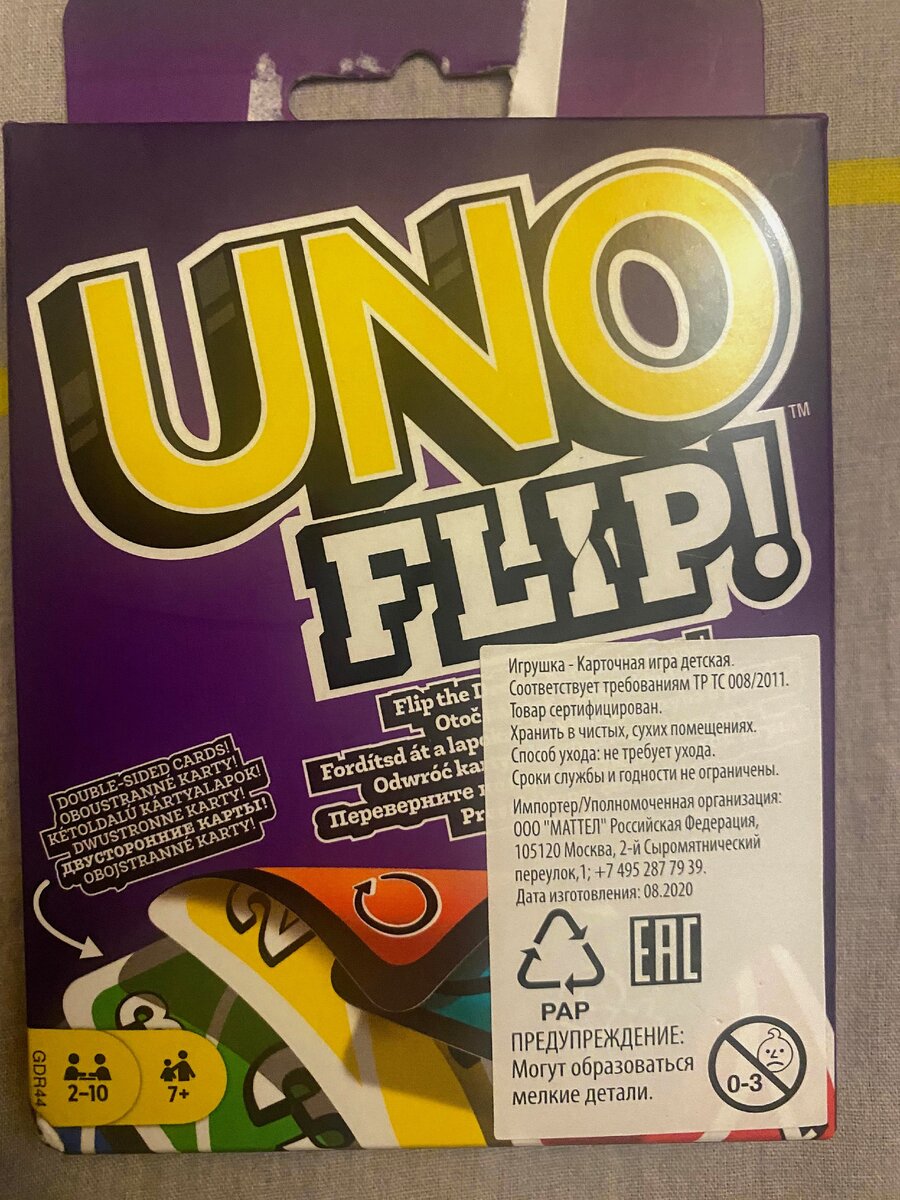 UNO
™
FLIP!
Flip the
Otoč
Fordítsd át a
Odwróć
Переверните
DOUBLE-SIDED CARDS!
OBOUSTRANNÉ KARTY!
KÉTOLDALÚ KÁRTYALAPOK!
DWUSTRONNE KARTY!
ДВУСТОРОННИЕ КАРТЫ!
OBOJSTRANNÉ KARTY!
Игрушка - Карточная игра детская.
Соответствует требованиям ТР ТС 008/2011.
Товар сертифицирован.
Хранить в чистых, сухих помещениях.
Способ ухода: не требует ухода.
Сроки службы и годности не ограничены.
Импортер/Уполномоченная организация:
ООО "МАТТЕЛ" Российская Федерация,
105120 Москва, 2-й Сыромятнический
переулок,1; +7 495 287 79 39.
Дата изготовления: 08.2020
PAP
EAC
ПРЕДУПРЕЖДЕНИЕ:
Могут образоваться
мелкие детали.
0-3
2
3
GDR44
2-10
7+